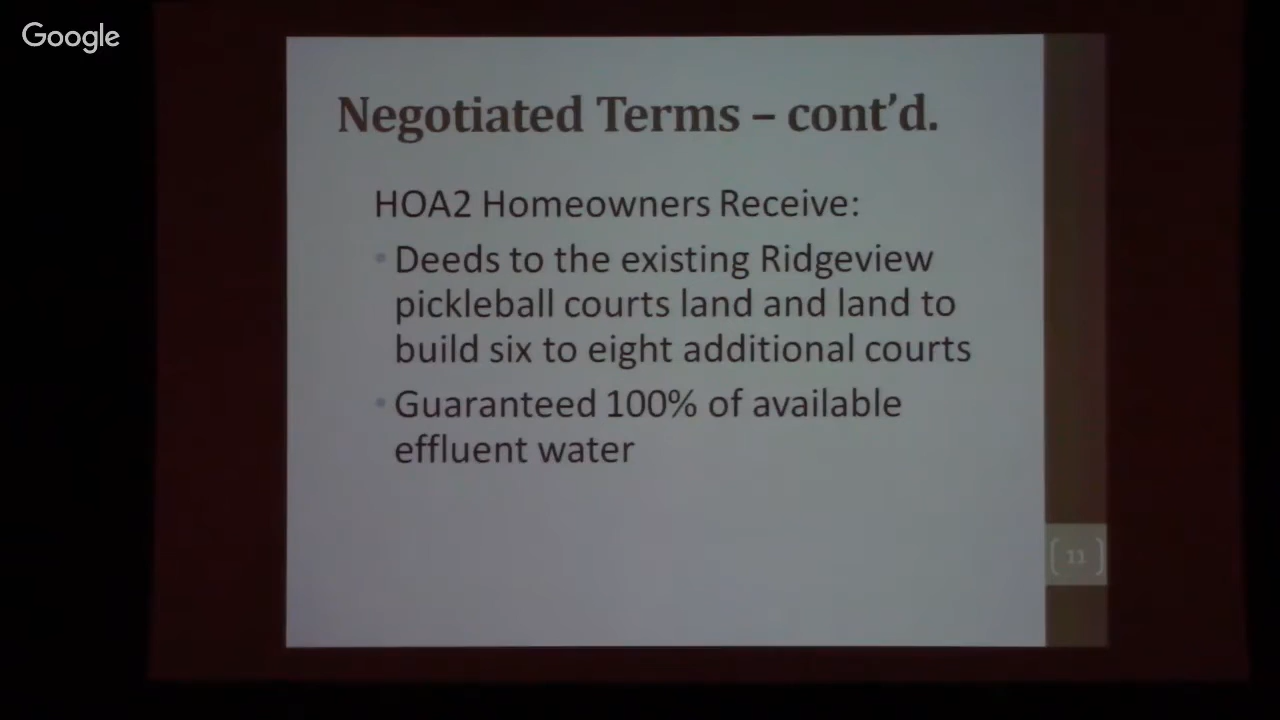 Google
Negotiated Terms – cont’d.
HOA2 Homeowners Receive:
• Deeds to the existing Ridgeview
pickleball courts land and land to
build six to eight additional courts
• Guaranteed 100% of available
effluent water
[ 11 ]